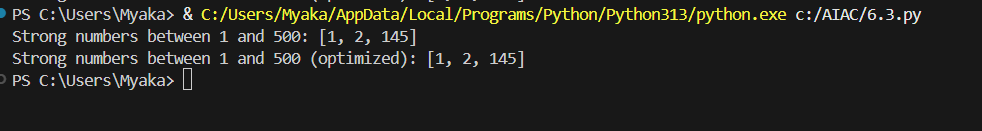 PS C:\Users\Myaka> & C:/Users/Myaka/AppData/Local/Programs/Python/Python313/python.exe c:/AIAC/6.3.py
Strong numbers between 1 and 500: [1, 2, 145]
Strong numbers between 1 and 500 (optimized): [1, 2, 145]
PS C:\Users\Myaka>